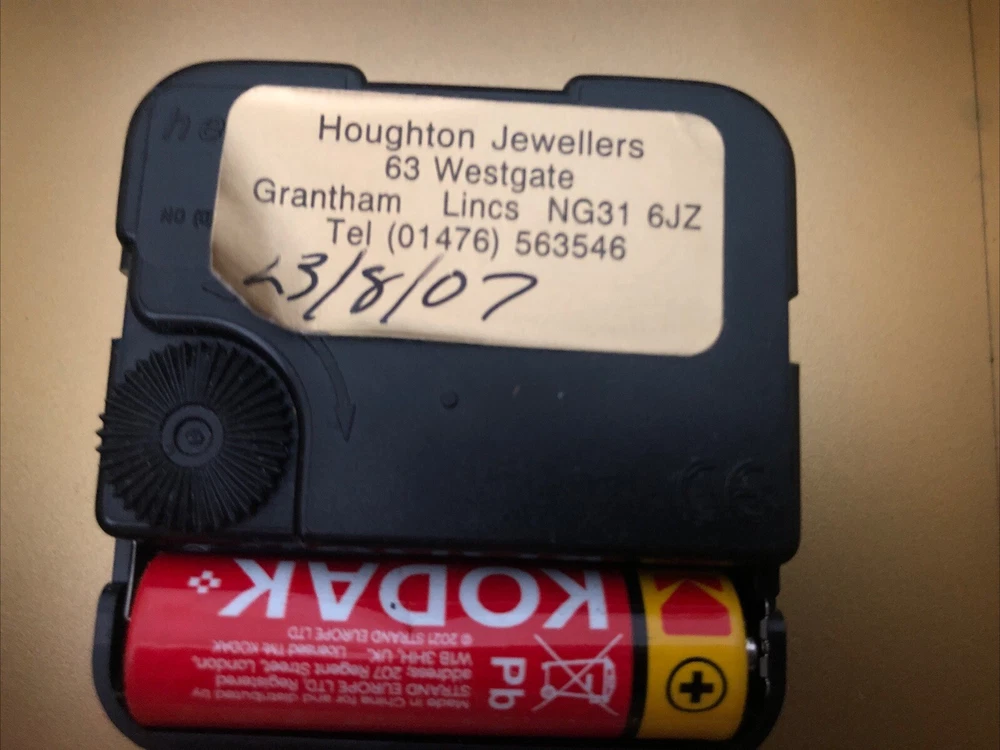 Houghton Jewellers
63 Westgate
Grantham Lincs NG31 6JZ
Tel (01476) 563546
23/8/07
CE
KODAK
Pb
© 2021 STRAND EUROPE LTD
W1B 3HH, UK. Licensed TM: KODAK
address: 207 Regent Street, London,
STRAND EUROPE LTD, Registered
Made in China for and distributed by
+